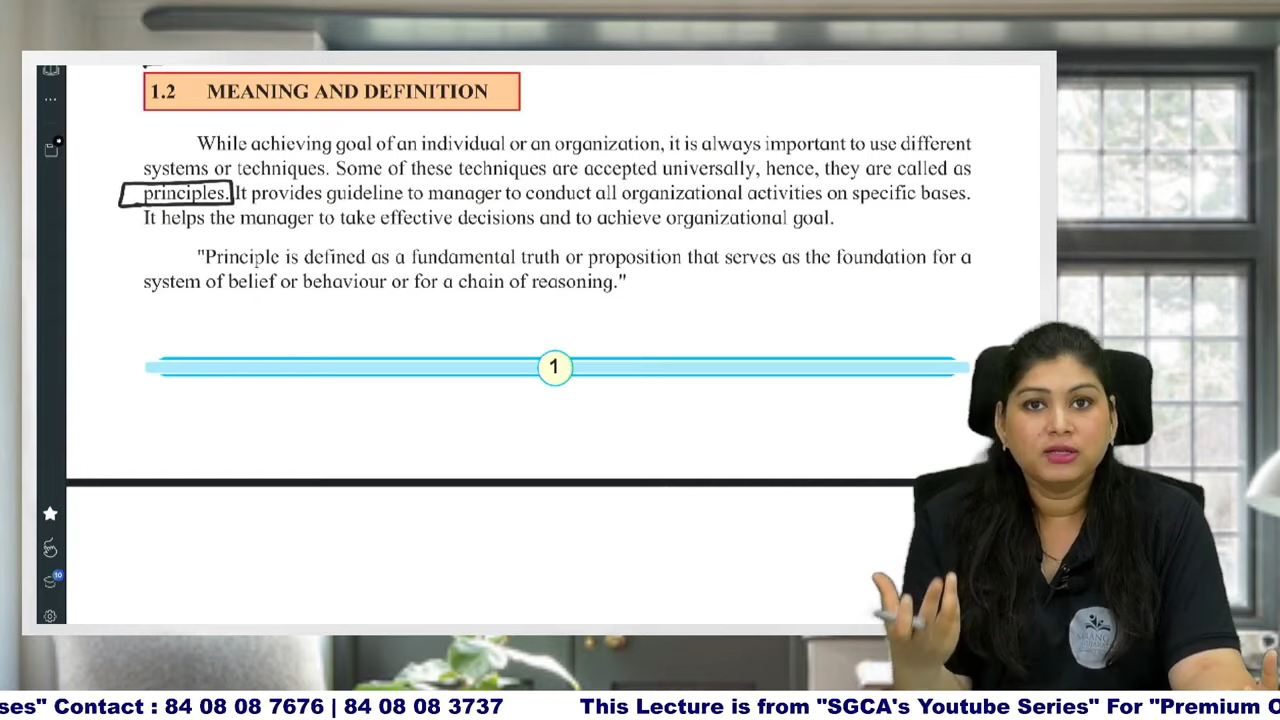 1.2 MEANING AND DEFINITION
While achieving goal of an individual or an organization, it is always important to use different
systems or techniques. Some of these techniques are accepted universally, hence, they are called as
principles. It provides guideline to manager to conduct all organizational activities on specific bases.
It helps the manager to take effective decisions and to achieve organizational goal.
"Principle is defined as a fundamental truth or proposition that serves as the foundation for a
system of belief or behaviour or for a chain of reasoning."
1
10
ses" Contact : 84 08 08 7676 | 84 08 08 3737 This Lecture is from "SGCA's Youtube Series" For "Premium C